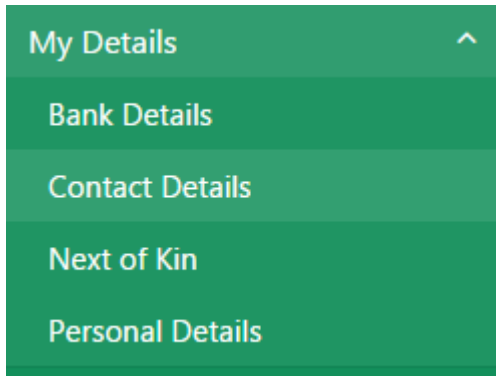 My Details
Bank Details
Contact Details
Next of Kin
Personal Details